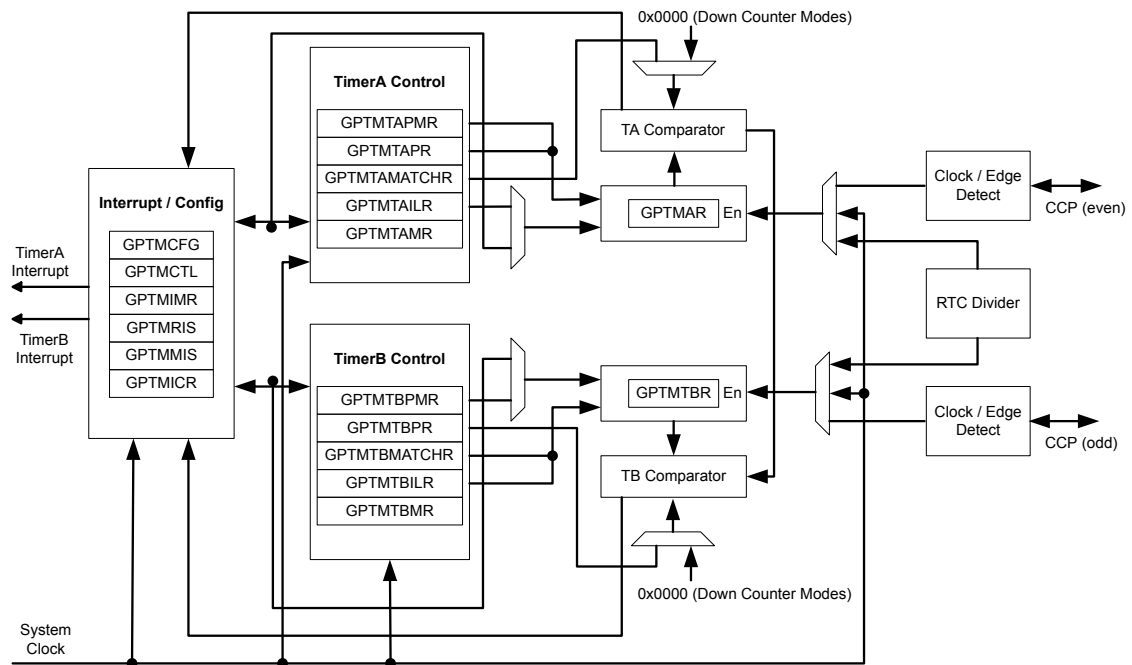 0x0000 (Down Counter Modes)
TimerA Control
GPTMTAPMR
GPTMTAPR
GPTMTAMATCHR
GPTMTAILR
GPTMTAMR
TA Comparator
GPTMAR
En
Clock / Edge
Detect
CCP (even)
Interrupt / Config
GPTMCFG
GPTMCTL
GPTMIMR
GPTMRIS
GPTMMIS
GPTMICR
TimerA
Interrupt
TimerB
Interrupt
RTC Divider
TimerB Control
GPTMTBPMR
GPTMTBPR
GPTMTBMATCHR
GPTMTBILR
GPTMTBMR
GPTMTBR
En
TB Comparator
Clock / Edge
Detect
CCP (odd)
0x0000 (Down Counter Modes)
System
Clock